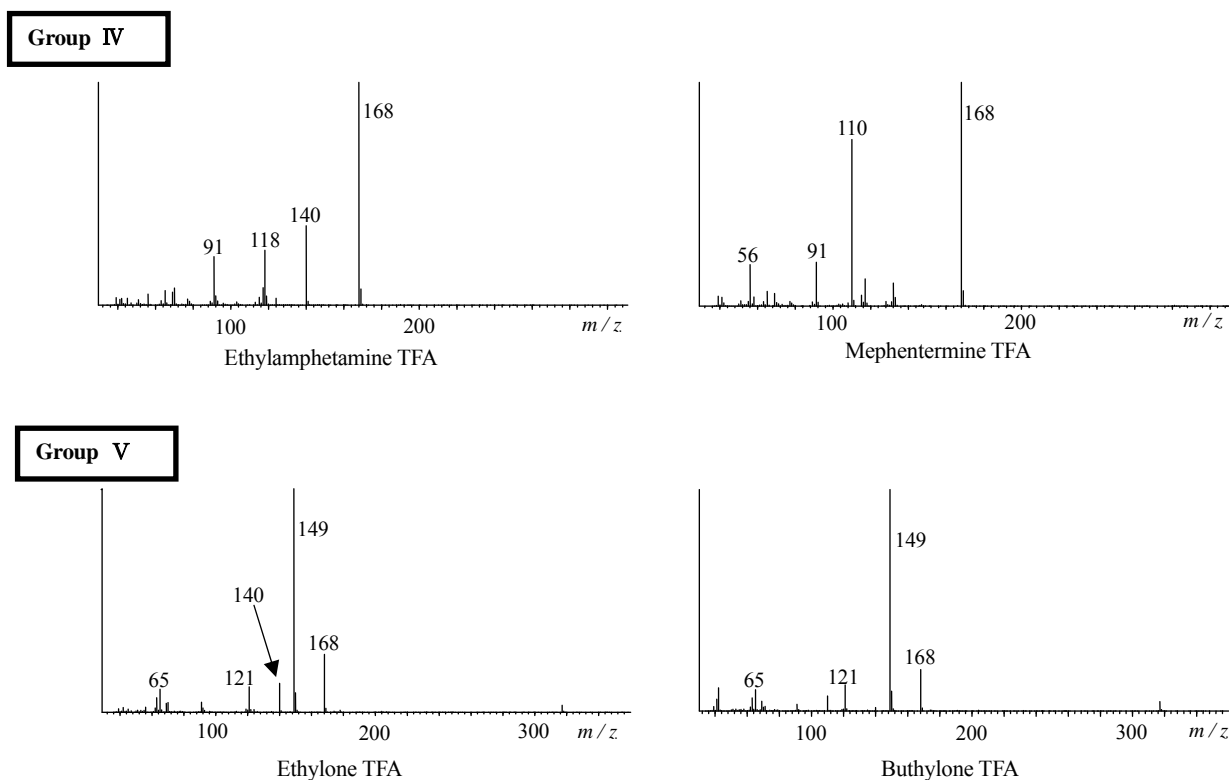 Group Ⅳ
168
140
118
91
100
200
m / z
Ethylamphetamine TFA
168
110
91
56
100
200
m / z
Mephentermine TFA
Group Ⅴ
149
140
168
121
65
100
200
300
m / z
Ethylone TFA
149
168
121
65
100
200
300
m / z
Buthylone TFA